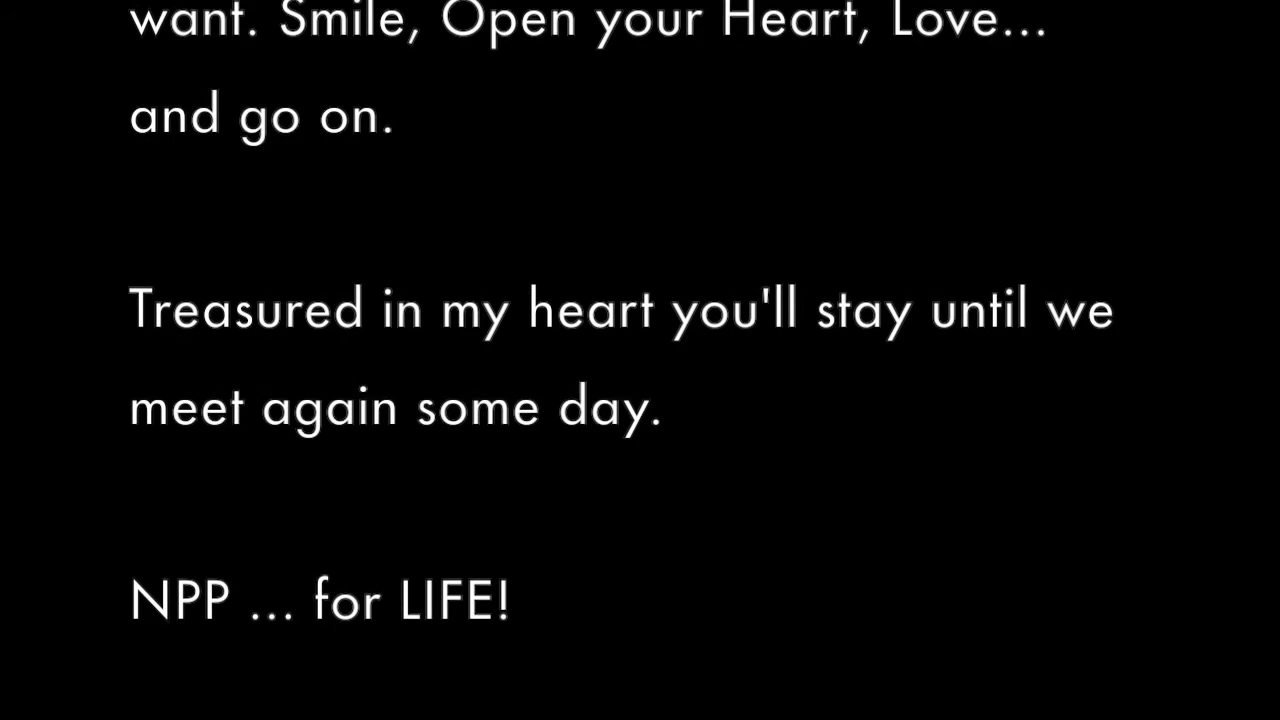 want. Smile, Open your Heart, Love...
and go on.
Treasured in my heart you'll stay until we
meet again some day.
NPP ... for LIFE!